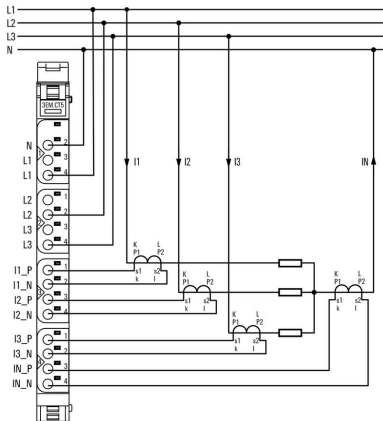 L1
L2
L3
N
3EM.CT5
N 2
L1 3
L1 4
I1 I2 I3 IN
L2 1
L2 2
L3 3
L3 4
K L
P1 P2
s1 s2
k l
I1_P 1
I1_N 2
I2_P 3
I2_N 4
K L
P1 P2
s1 s2
k l
K L
P1 P2
s1 s2
k l
I3_P 1
I3_N 2
IN_P 3
IN_N 4
K L
P1 P2
s1 s2
k l